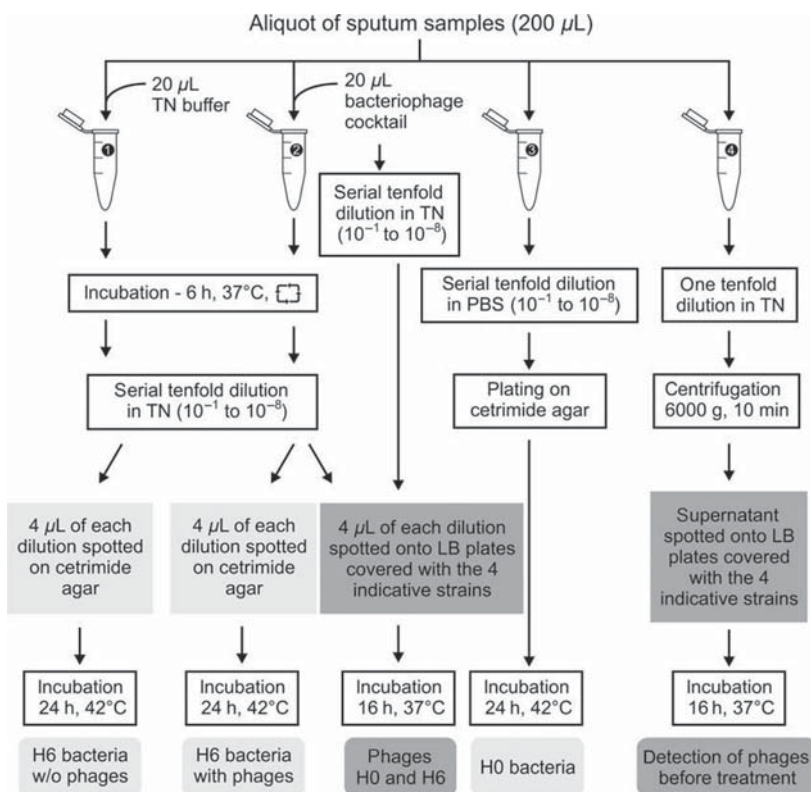 Aliquot of sputum samples (200 µL)
20 µL
TN buffer
20 µL
bacteriophage
cocktail
1
2
3
4
Serial tenfold
dilution in TN
(10⁻¹ to 10⁻⁸)
Incubation - 6 h, 37°C,
Serial tenfold dilution
in PBS (10⁻¹ to 10⁻⁸)
One tenfold
dilution in TN
Serial tenfold dilution
in TN (10⁻¹ to 10⁻⁸)
Plating on
cetrimide agar
Centrifugation
6000 g, 10 min
4 µL of each
dilution spotted
on cetrimide
agar
4 µL of each
dilution spotted
on cetrimide
agar
4 µL of each dilution
spotted onto LB plates
covered with the 4
indicative strains
Supernatant
spotted onto LB
plates covered
with the 4
indicative strains
Incubation
24 h, 42°C
Incubation
24 h, 42°C
Incubation
16 h, 37°C
Incubation
24 h, 42°C
Incubation
16 h, 37°C
H6 bacteria
w/o phages
H6 bacteria
with phages
Phages
H0 and H6
H0 bacteria
Detection of phages
before treatment